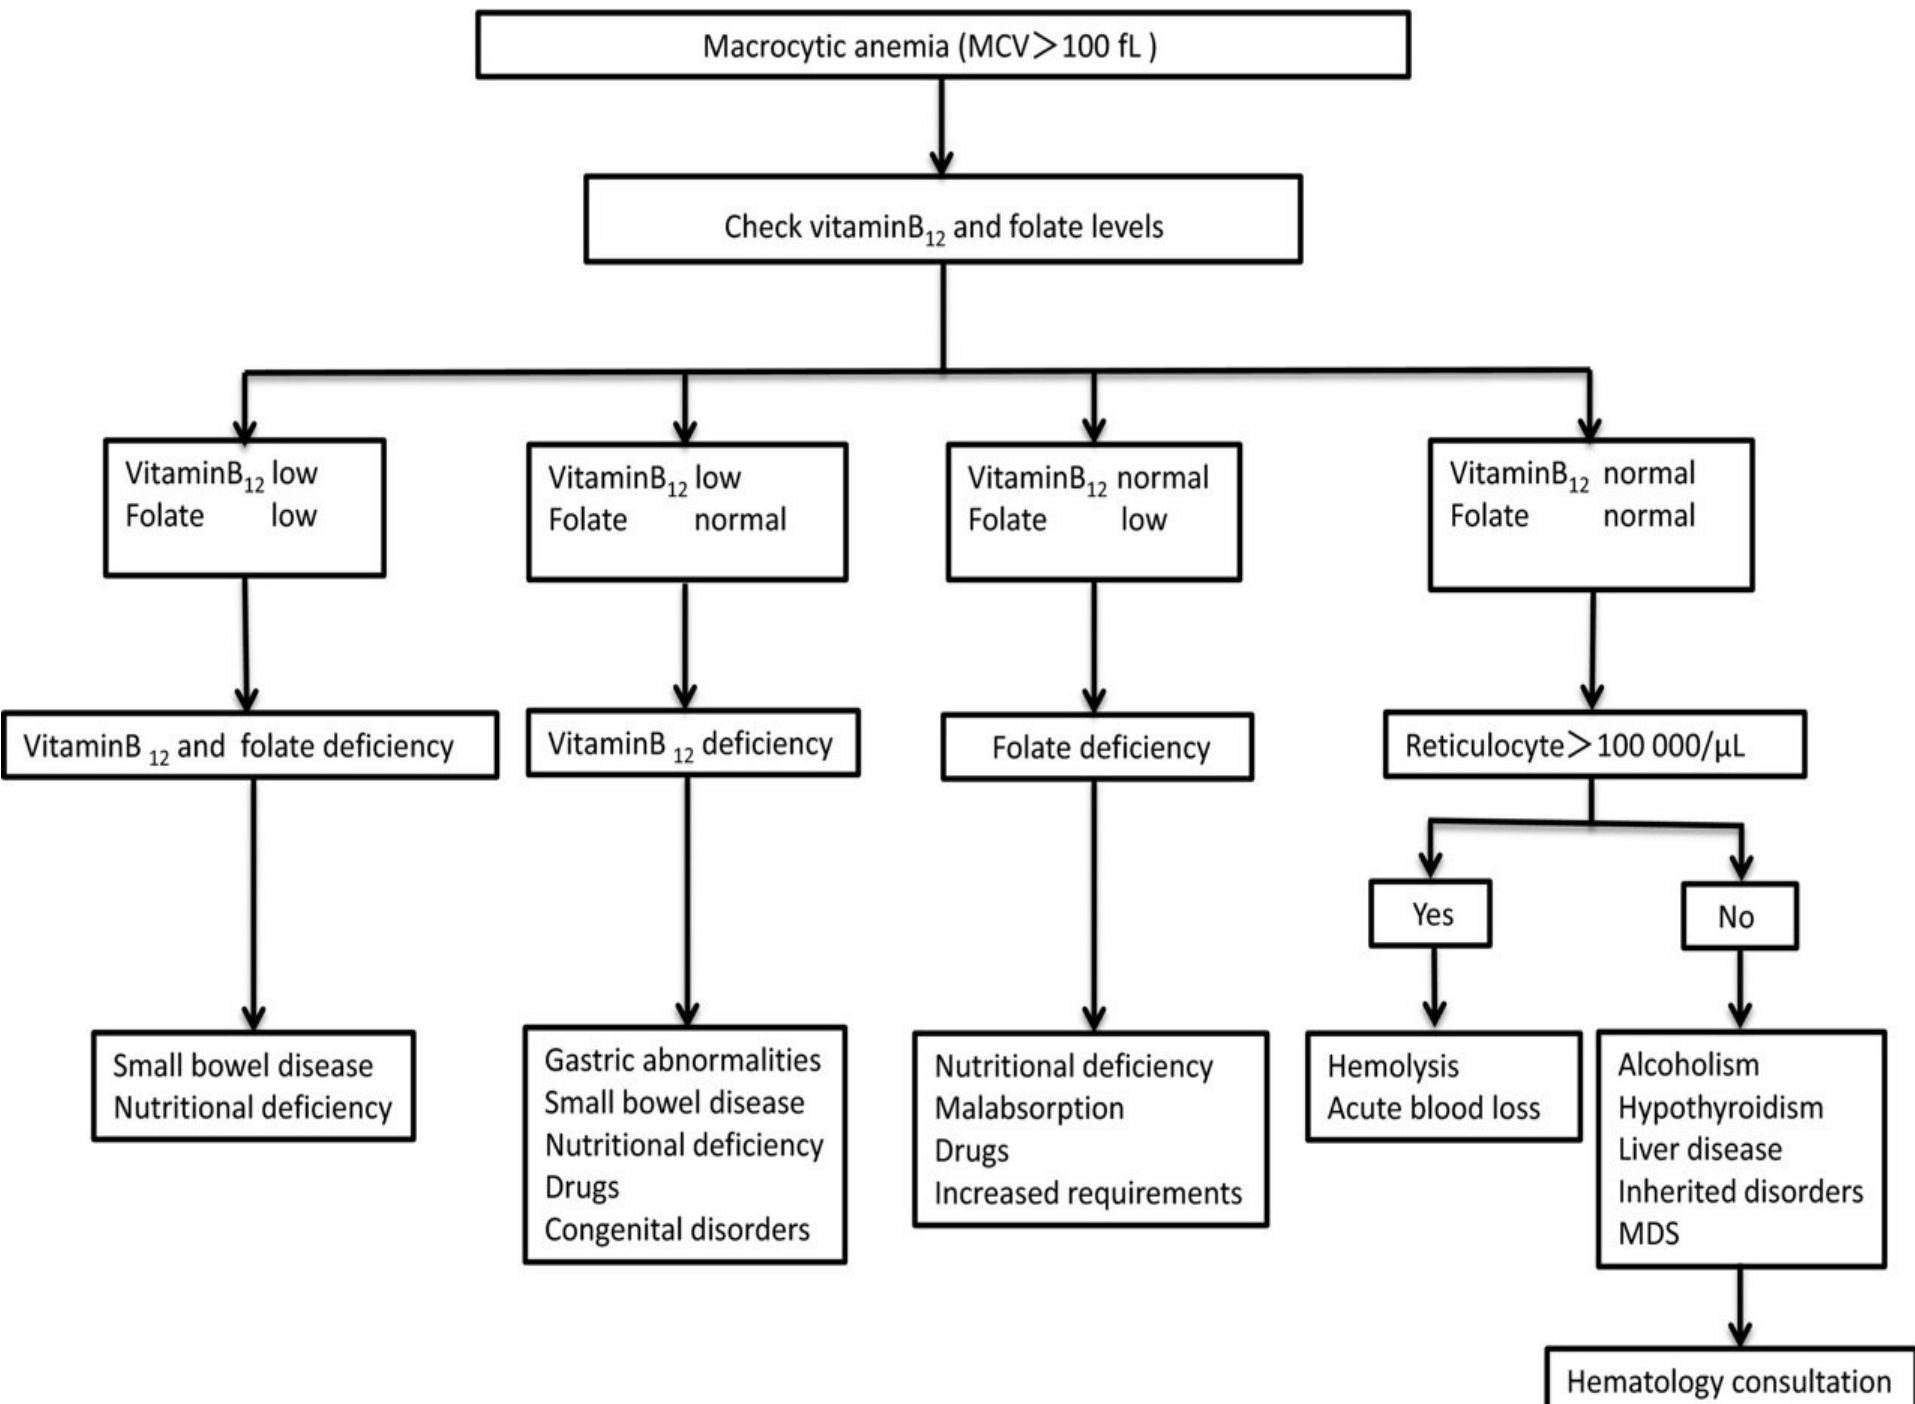 Macrocytic anemia (MCV＞100 fL )
Check vitaminB12 and folate levels
VitaminB12 low
Folate low
VitaminB12 low
Folate normal
VitaminB12 normal
Folate low
VitaminB12 normal
Folate normal
VitaminB 12 and folate deficiency
VitaminB 12 deficiency
Folate deficiency
Reticulocyte＞100 000/μL
Yes
No
Small bowel disease
Nutritional deficiency
Gastric abnormalities
Small bowel disease
Nutritional deficiency
Drugs
Congenital disorders
Nutritional deficiency
Malabsorption
Drugs
Increased requirements
Hemolysis
Acute blood loss
Alcoholism
Hypothyroidism
Liver disease
Inherited disorders
MDS
Hematology consultation